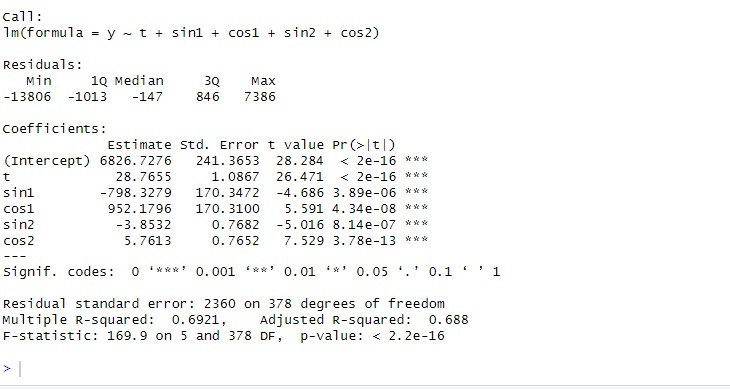 Call:
lm(formula = y ~ t + sin1 + cos1 + sin2 + cos2)
Residuals:
Min 1Q Median 3Q Max
-13806 -1013 -147 846 7386
Coefficients:
Estimate Std. Error t value Pr(>|t|)
(Intercept) 6826.7276 241.3653 28.284 < 2e-16 ***
t 28.7655 1.0867 26.471 < 2e-16 ***
sin1 -798.3279 170.3472 -4.686 3.89e-06 ***
cos1 952.1796 170.3100 5.591 4.34e-08 ***
sin2 -3.8532 0.7682 -5.016 8.14e-07 ***
cos2 5.7613 0.7652 7.529 3.78e-13 ***
---
Signif. codes: 0 ‘***’ 0.001 ‘**’ 0.01 ‘*’ 0.05 ‘.’ 0.1 ‘ ’ 1
Residual standard error: 2360 on 378 degrees of freedom
Multiple R-squared: 0.6921, Adjusted R-squared: 0.688
F-statistic: 169.9 on 5 and 378 DF, p-value: < 2.2e-16
>